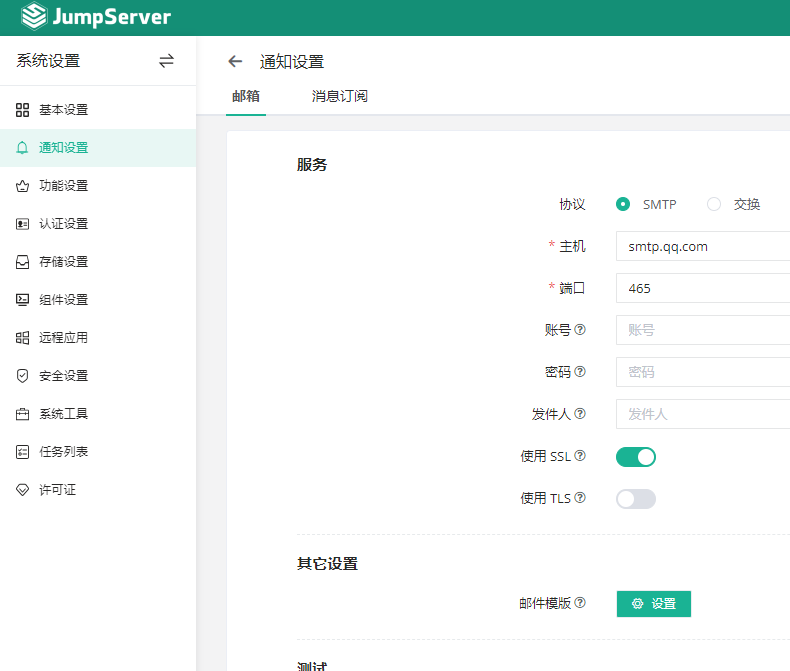 JumpServer
系统设置
通知设置
邮箱 消息订阅
基本设置
通知设置
功能设置
认证设置
存储设置
组件设置
远程应用
安全设置
系统工具
任务列表
许可证
服务
协议 SMTP 交换
* 主机 smtp.qq.com
* 端口 465
账号 账号
密码 密码
发件人 发件人
使用 SSL
使用 TLS
其它设置
邮件模版 设置
测试